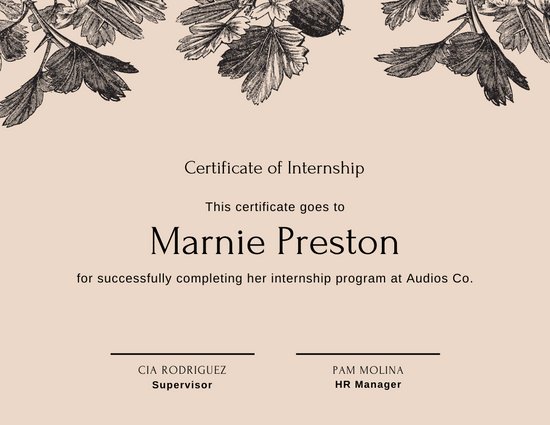 Certificate of Internship
This certificate goes to
Marnie Preston
for successfully completing her internship program at Audios Co.
CIA RODRIGUEZ
Supervisor
PAM MOLINA
HR Manager